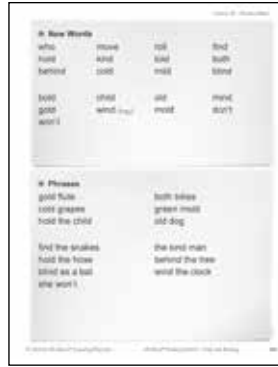 New Words
who move roll find
hold kind told both
behind cold mild blind
bold child old mind
gold wind mold don't
won't
Phrases
gold flute both bikes
cold grapes green mold
hold the child old dog
find the snakes the kind man
hold the hose behind the tree
blind as a bat wind the clock
she won't